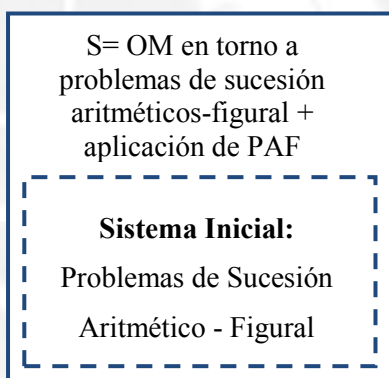 S= OM en torno a
problemas de sucesión
aritméticos-figural +
aplicación de PAF
Sistema Inicial:
Problemas de Sucesión
Aritmético - Figural